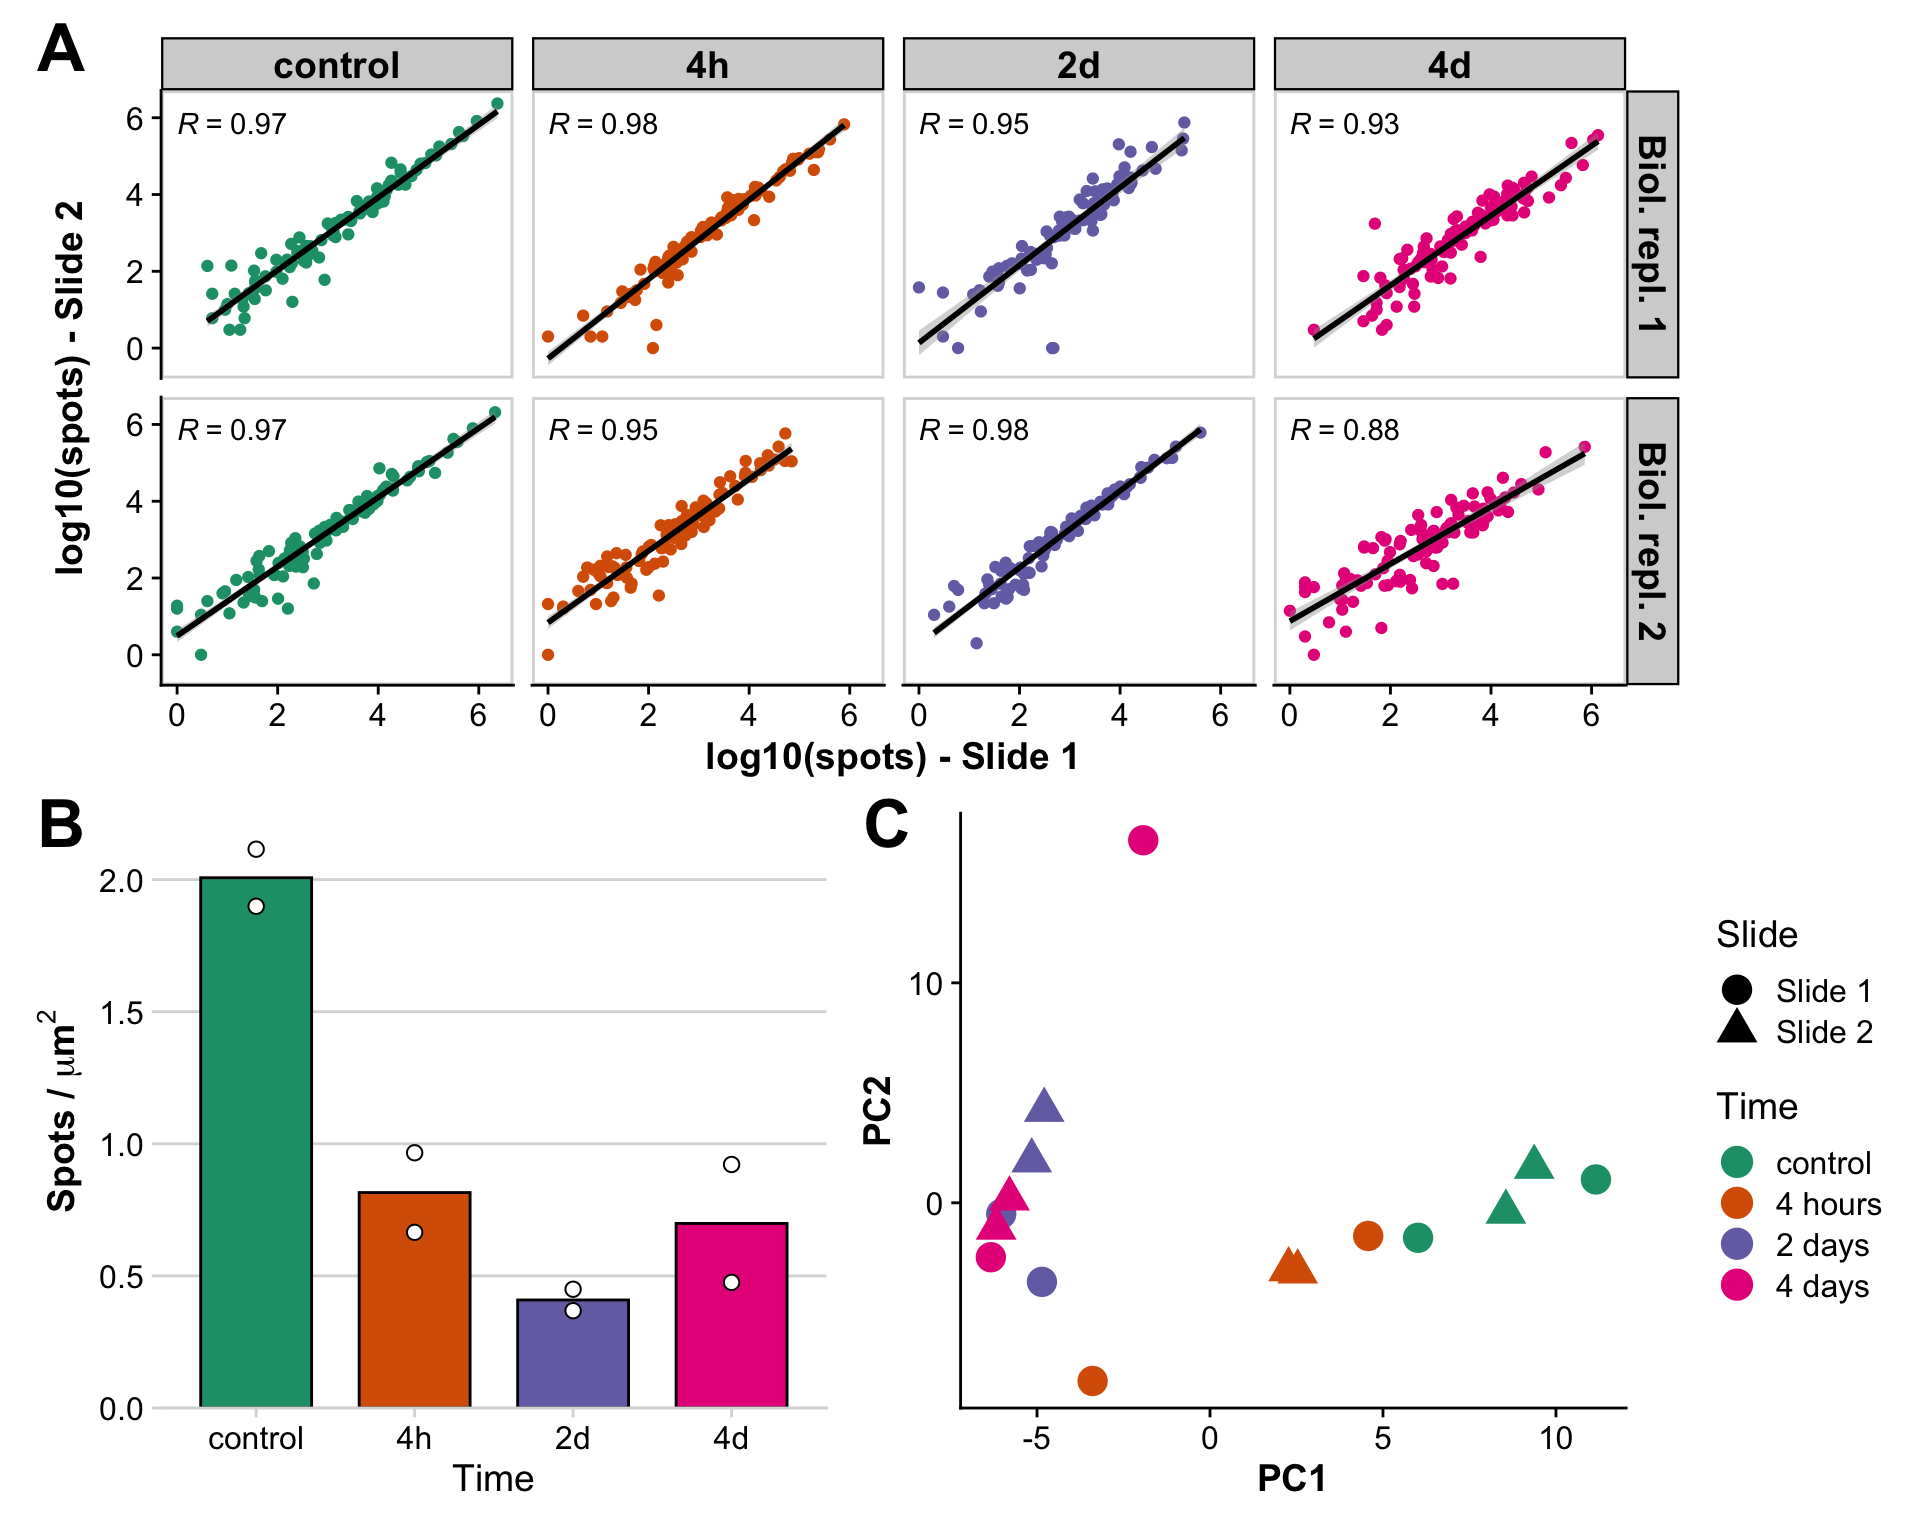 A
control
4h
2d
4d
R = 0.97
R = 0.98
R = 0.95
R = 0.93
Biol. repl. 1
6
4
2
0
log10(spots) - Slide 2
R = 0.97
R = 0.95
R = 0.98
R = 0.88
Biol. repl. 2
6
4
2
0
0 2 4 6
0 2 4 6
0 2 4 6
0 2 4 6
log10(spots) - Slide 1
B
2.0
1.5
1.0
0.5
0.0
Spots / μm²
control 4h 2d 4d
Time
C
10
0
PC2
-5 0 5 10
PC1
Slide
Slide 1
Slide 2
Time
control
4 hours
2 days
4 days